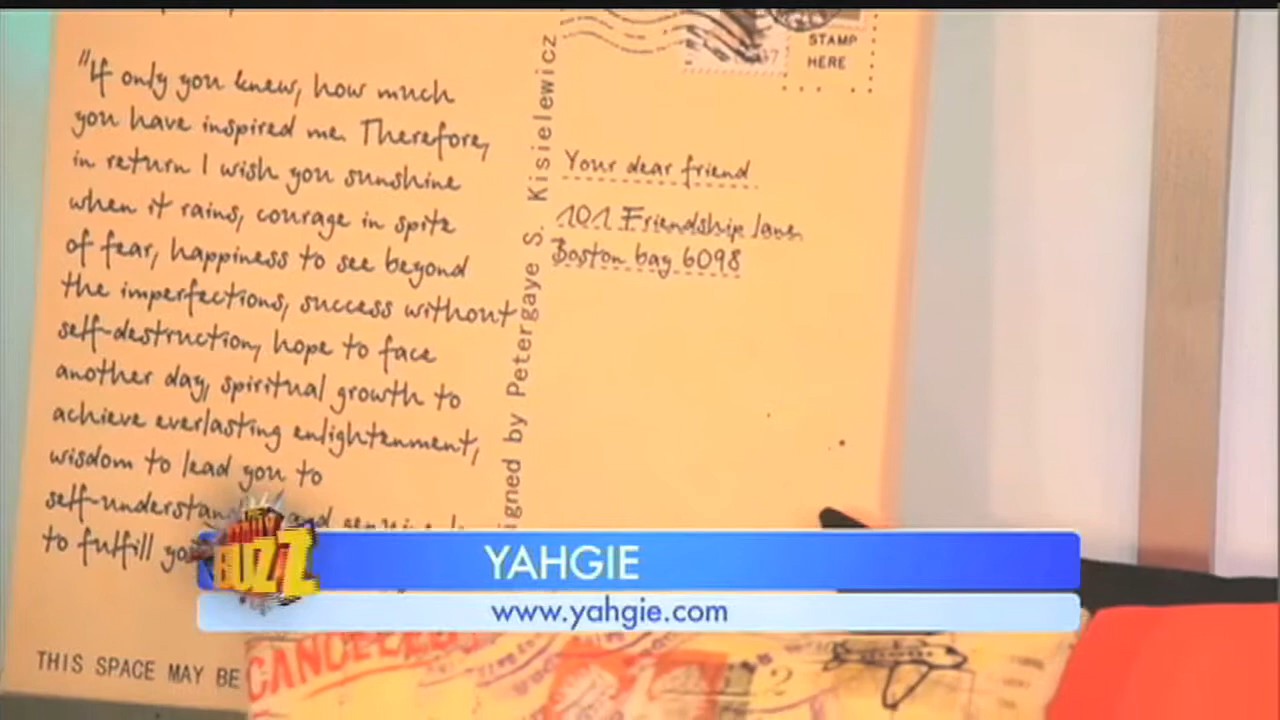 "If only you knew, how much
you have inspired me. Therefore,
in return I wish you sunshine
when it rains, courage in spite
of fear, happiness to see beyond
the imperfections, success without
self-destruction, hope to face
another day, spiritual growth to
achieve everlasting enlightenment,
wisdom to lead you to
self-understan and
to fulfill
THIS SPACE MAY BE
igned by Petergaye S. Kisielewicz
STAMP
HERE
Your dear friend
101 Friendship lane
Boston bay 6098
BUZZ
YAHGIE
www.yahgie.com
CANCELLED